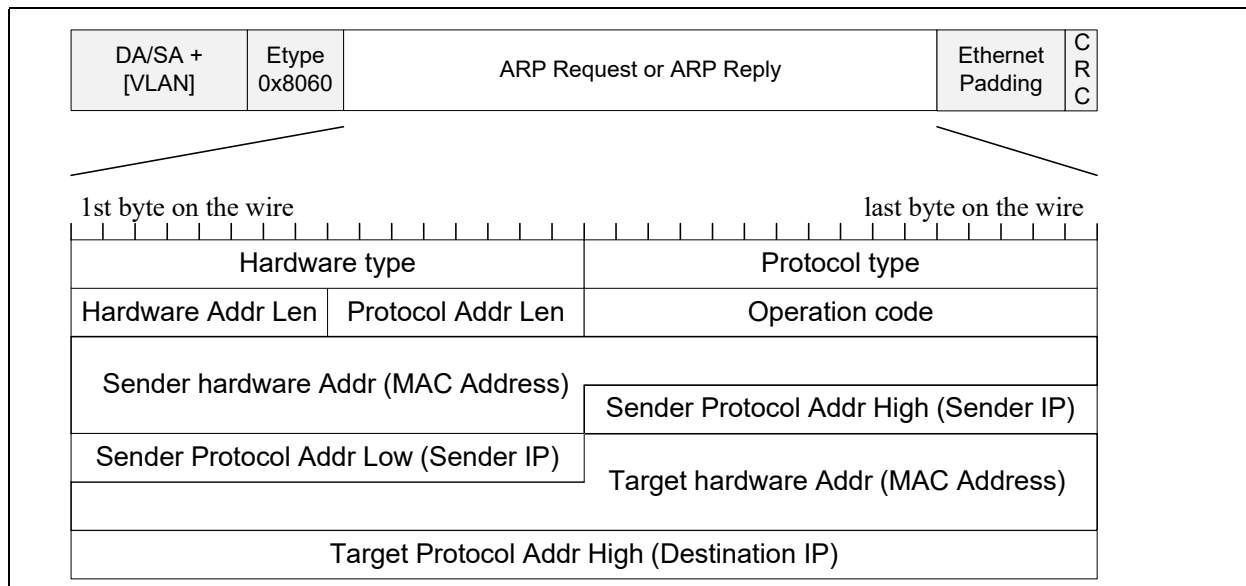 DA/SA +
[VLAN]
Etype
0x8060
ARP Request or ARP Reply
Ethernet
Padding
C
R
C
1st byte on the wire
last byte on the wire
Hardware type
Protocol type
Hardware Addr Len
Protocol Addr Len
Operation code
Sender hardware Addr (MAC Address)
Sender Protocol Addr High (Sender IP)
Sender Protocol Addr Low (Sender IP)
Target hardware Addr (MAC Address)
Target Protocol Addr High (Destination IP)